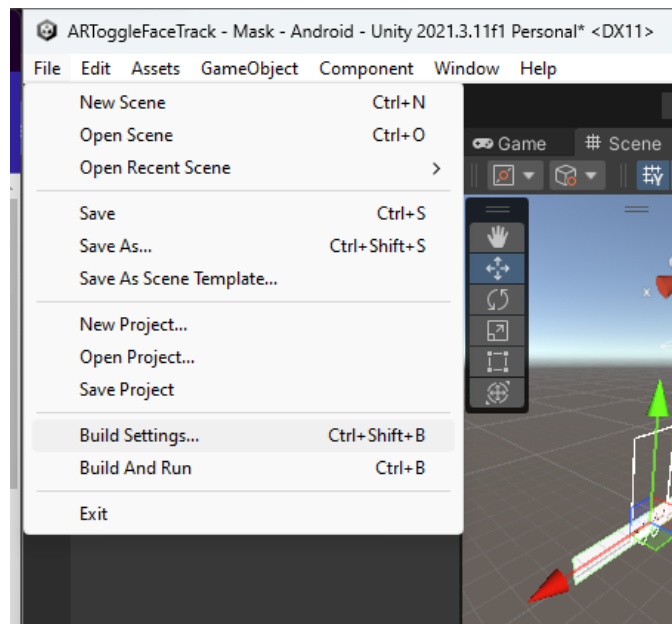 ARToggleFaceTrack - Mask - Android - Unity 2021.3.11f1 Personal* <DX11>
File Edit Assets GameObject Component Window Help
New Scene Ctrl+N
Open Scene Ctrl+O
Open Recent Scene >
Save Ctrl+S
Save As... Ctrl+Shift+S
Save As Scene Template...
New Project...
Open Project...
Save Project
Build Settings... Ctrl+Shift+B
Build And Run Ctrl+B
Exit
Game # Scene
Y
x